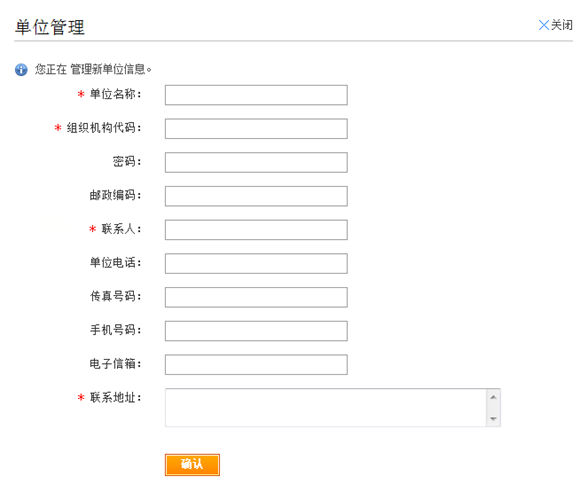 单位管理
关闭
您正在 管理新单位信息。
* 单位名称:
* 组织机构代码:
密码:
邮政编码:
* 联系人:
单位电话:
传真号码:
手机号码:
电子信箱:
* 联系地址:
确认